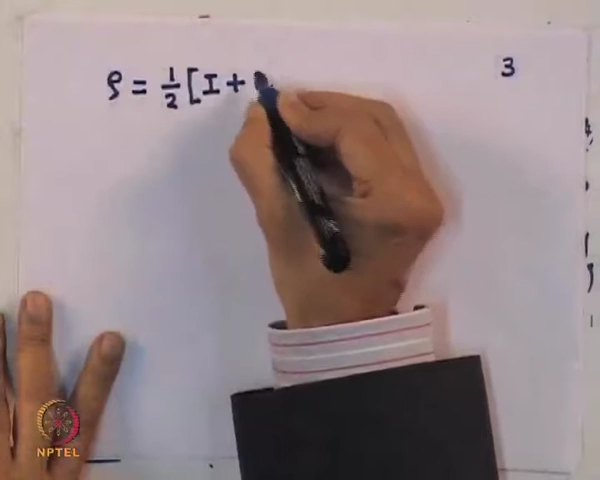 ρ = 1/2 [I +
3
NPTEL